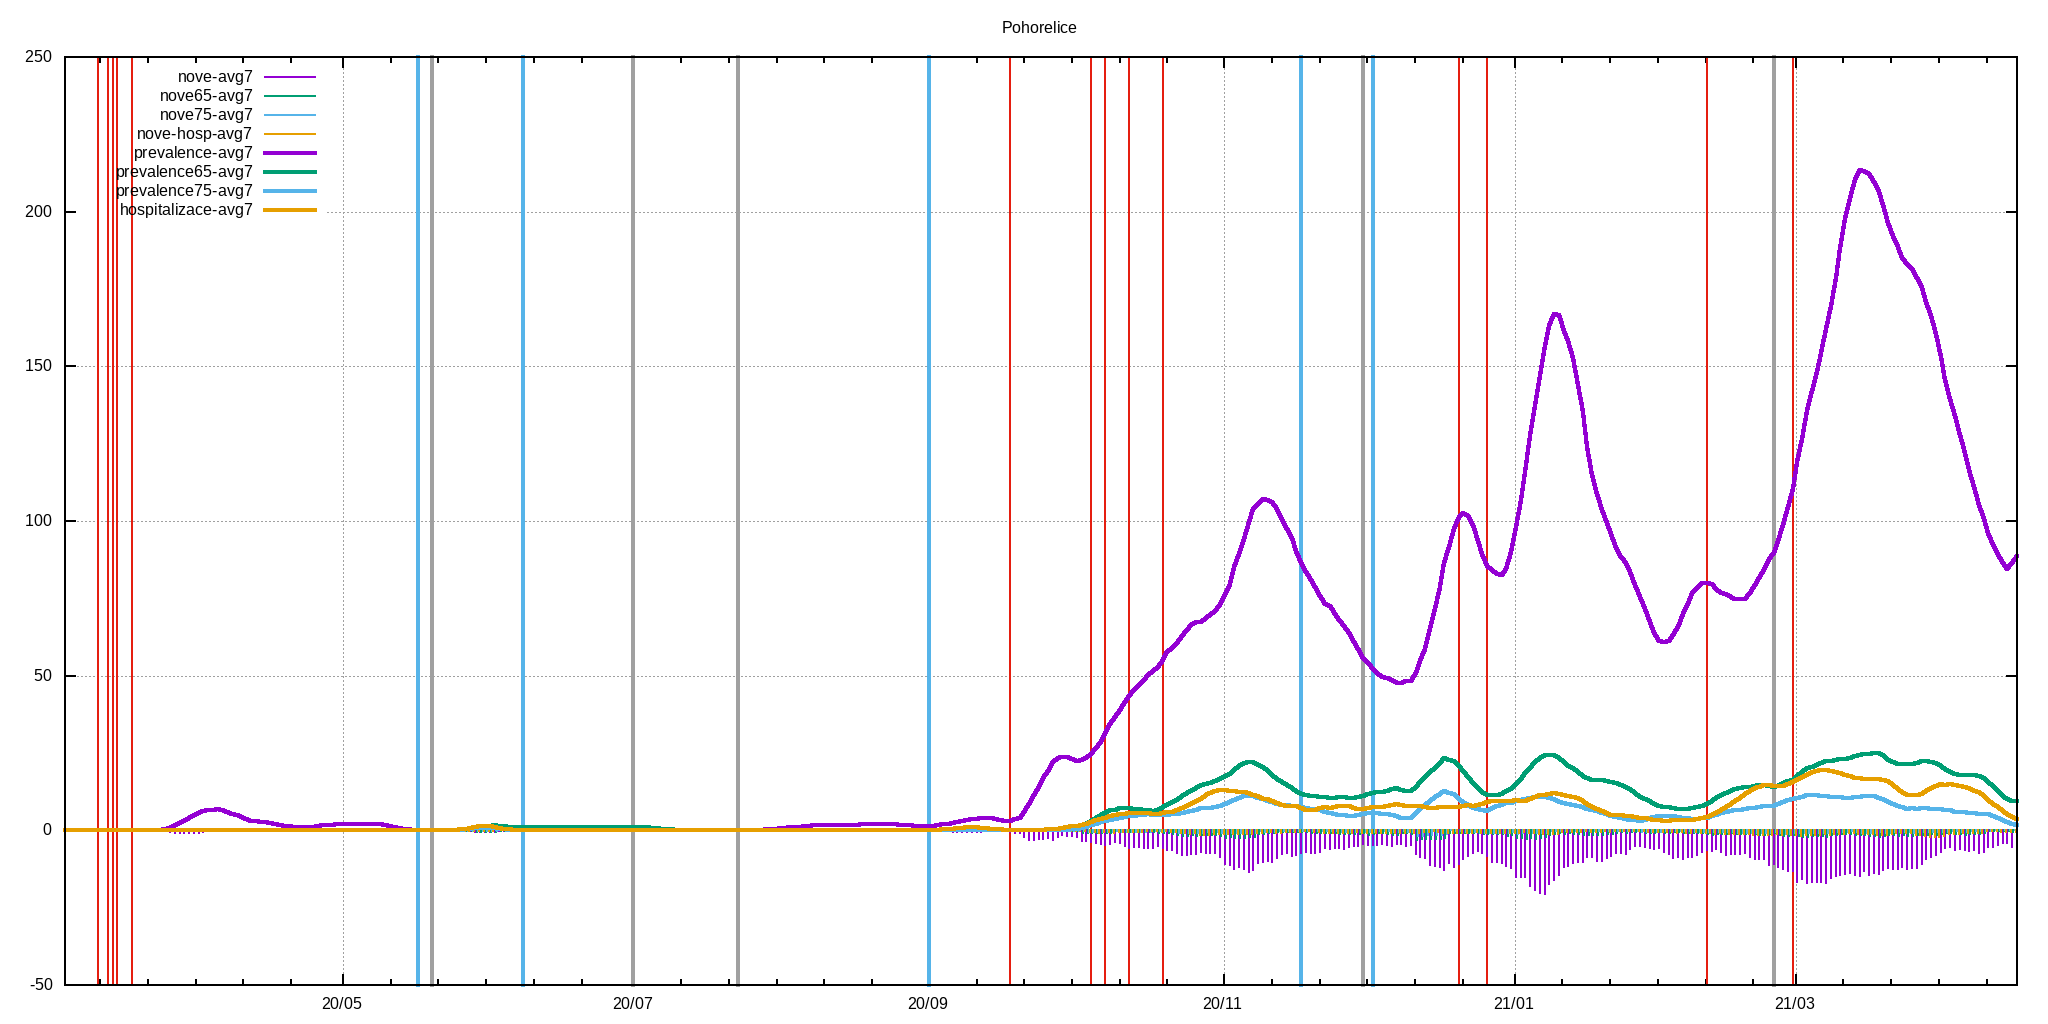 Pohorelice
250
200
150
100
50
0
-50
nove-avg7
nove65-avg7
nove75-avg7
nove-hosp-avg7
prevalence-avg7
prevalence65-avg7
prevalence75-avg7
hospitalizace-avg7
20/05 20/07 20/09 20/11 21/01 21/03